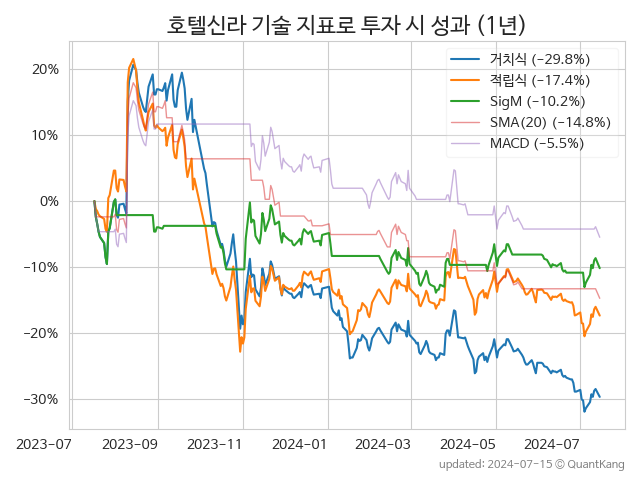 호텔신라 기술 지표로 투자 시 성과 (1년)
거치식 (−29.8%)
적립식 (−17.4%)
SigM (−10.2%)
SMA(20) (−14.8%)
MACD (−5.5%)
20%
10%
0%
−10%
−20%
−30%
2023-07 2023-09 2023-11 2024-01 2024-03 2024-05 2024-07
updated: 2024-07-15 © QuantKang